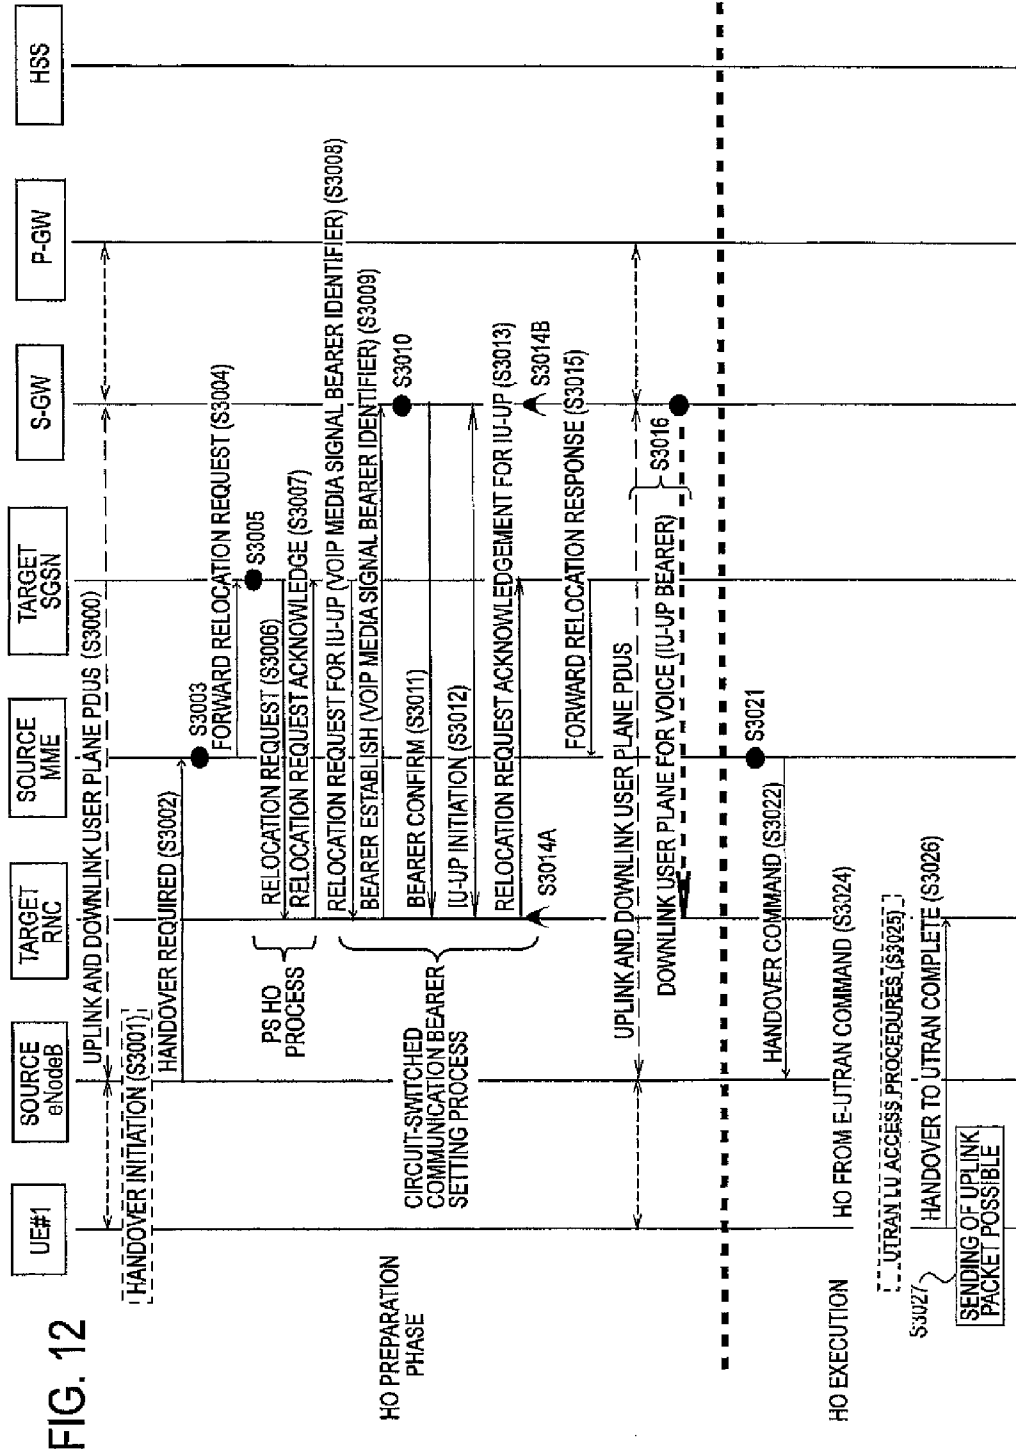 FIG. 12
UE#1
SOURCE
eNodeB
TARGET
RNC
SOURCE
MME
TARGET
SGSN
S-GW
P-GW
HSS
UPLINK AND DOWNLINK USER PLANE PDUS (S3000)
HANDOVER INITIATION (S3001)
HANDOVER REQUIRED (S3002)
S3003
FORWARD RELOCATION REQUEST (S3004)
S3005
RELOCATION REQUEST (S3006)
RELOCATION REQUEST ACKNOWLEDGE (S3007)
PS HO
PROCESS
RELOCATION REQUEST FOR IU-UP (VOIP MEDIA SIGNAL BEARER IDENTIFIER) (S3008)
BEARER ESTABLISH (VOIP MEDIA SIGNAL BEARER IDENTIFIER) (S3009)
S3010
BEARER CONFIRM (S3011)
IU-UP INITIATION (S3012)
RELOCATION REQUEST ACKNOWLEDGEMENT FOR IU-UP (S3013)
CIRCUIT-SWITCHED
COMMUNICATION BEARER
SETTING PROCESS
S3014A
S3014B
FORWARD RELOCATION RESPONSE (S3015)
HO PREPARATION
PHASE
UPLINK AND DOWNLINK USER PLANE PDUS
S3016
DOWNLINK USER PLANE FOR VOICE (IU-UP BEARER)
S3021
HANDOVER COMMAND (S3022)
HO EXECUTION
HO FROM E-UTRAN COMMAND (S3024)
UTRAN LU ACCESS PROCEDURES (S3025)
HANDOVER TO UTRAN COMPLETE (S3026)
S3027
SENDING OF UPLINK
PACKET POSSIBLE